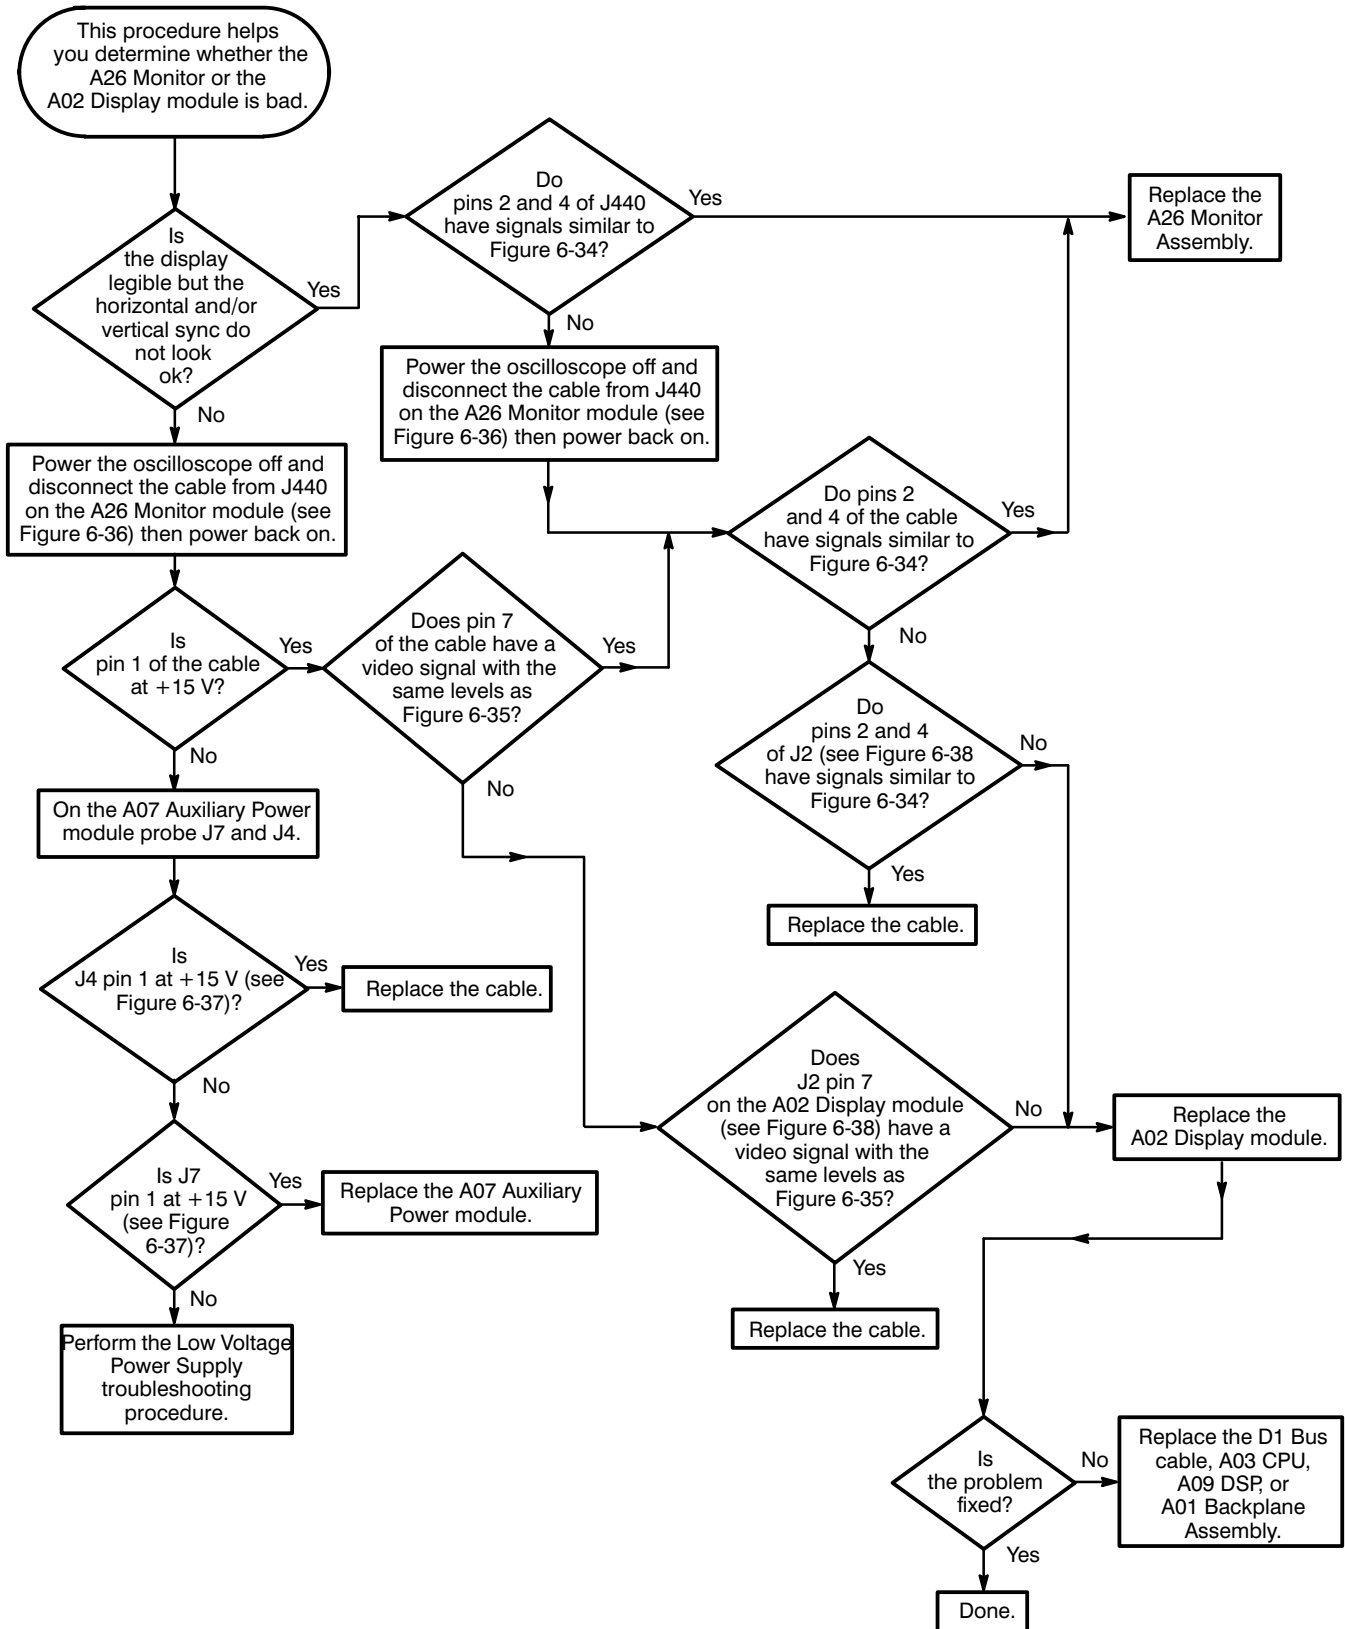 This procedure helps
you determine whether the
A26 Monitor or the
A02 Display module is bad.
Is
the display
legible but the
horizontal and/or
vertical sync do
not look
ok?
Yes
No
Do
pins 2 and 4 of J440
have signals similar to
Figure 6-34?
Yes
No
Replace the
A26 Monitor
Assembly.
Power the oscilloscope off and
disconnect the cable from J440
on the A26 Monitor module (see
Figure 6-36) then power back on.
Power the oscilloscope off and
disconnect the cable from J440
on the A26 Monitor module (see
Figure 6-36) then power back on.
Do pins 2
and 4 of the cable
have signals similar to
Figure 6-34?
Yes
No
Is
pin 1 of the cable
at +15 V?
Yes
No
Does pin 7
of the cable have a
video signal with the
same levels as
Figure 6-35?
Yes
No
Do
pins 2 and 4
of J2 (see Figure 6-38
have signals similar to
Figure 6-34?
No
Yes
Replace the cable.
On the A07 Auxiliary Power
module probe J7 and J4.
Is
J4 pin 1 at +15 V (see
Figure 6-37)?
Yes
No
Replace the cable.
Does
J2 pin 7
on the A02 Display module
(see Figure 6-38) have a
video signal with the
same levels as
Figure 6-35?
No
Yes
Replace the
A02 Display module.
Replace the cable.
Is J7
pin 1 at +15 V
(see Figure
6-37)?
Yes
No
Replace the A07 Auxiliary
Power module.
Perform the Low Voltage
Power Supply
troubleshooting
procedure.
Is
the problem
fixed?
No
Yes
Replace the D1 Bus
cable, A03 CPU,
A09 DSP, or
A01 Backplane
Assembly.
Done.